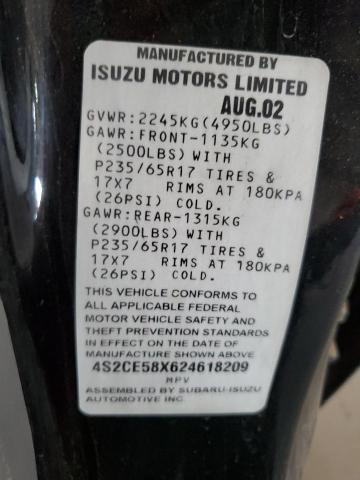 MANUFACTURED BY
ISUZU MOTORS LIMITED
AUG.02
GVWR:2245KG(4950LBS)
GAWR:FRONT-1135KG
(2500LBS) WITH
P235/65R17 TIRES &
17X7 RIMS AT 180KPA
(26PSI) COLD.
GAWR:REAR-1315KG
(2900LBS) WITH
P235/65R17 TIRES &
17X7 RIMS AT 180KPA
(26PSI) COLD.
THIS VEHICLE CONFORMS TO
ALL APPLICABLE FEDERAL
MOTOR VEHICLE SAFETY AND
THEFT PREVENTION STANDARDS
IN EFFECT ON THE DATE OF
MANUFACTURE SHOWN ABOVE
4S2CE58X624618209
MPV
ASSEMBLED BY SUBARU-ISUZU
AUTOMOTIVE INC.